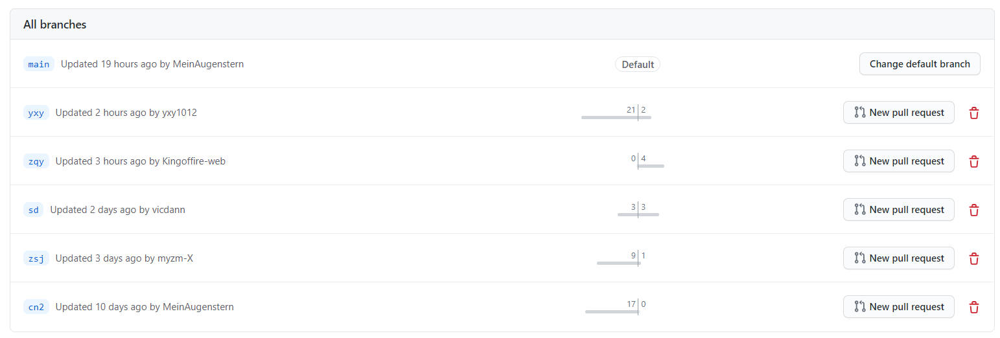 All branches
main Updated 19 hours ago by MeinAugenstern Default Change default branch
yxy Updated 2 hours ago by yxy1012 21 2 New pull request
zqy Updated 3 hours ago by Kingoffire-web 0 4 New pull request
sd Updated 2 days ago by vicdann 3 3 New pull request
zsj Updated 3 days ago by myzm-X 9 1 New pull request
cn2 Updated 10 days ago by MeinAugenstern 17 0 New pull request